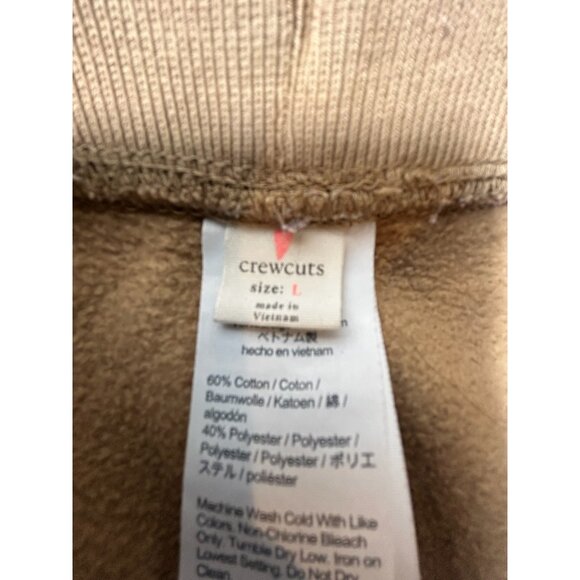 crewcuts
size: L
made in
Vietnam
ベトナム製
hecho en vietnam
60% Cotton / Coton /
Baumwolle / Katoen / 綿 /
algodón
40% Polyester / Polyester /
Polyester / Polyester / ポリエ
ステル / poliéster
Machine Wash Cold With Like
Colors. Non-Chlorine Bleach
Only. Tumble Dry Low. Iron on
Lowest Setting. Do Not Dry
Clean